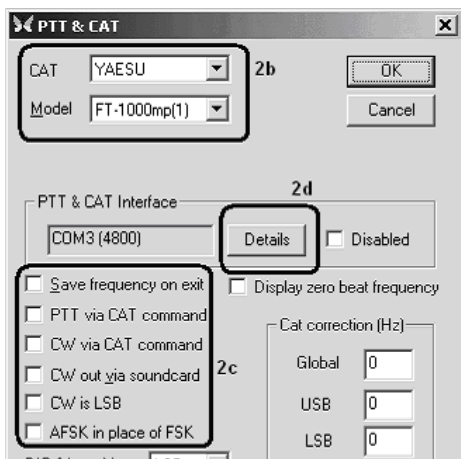 PTT & CAT
CAT YAESU 2b OK
Model FT-1000mp(1) Cancel
2d
PTT & CAT Interface
COM3 (4800) Details Disabled
Save frequency on exit Display zero beat frequency
PTT via CAT command Cat correction (Hz)
CW via CAT command Global 0
CW out via soundcard 2c
CW is LSB USB 0
AFSK in place of FSK LSB 0